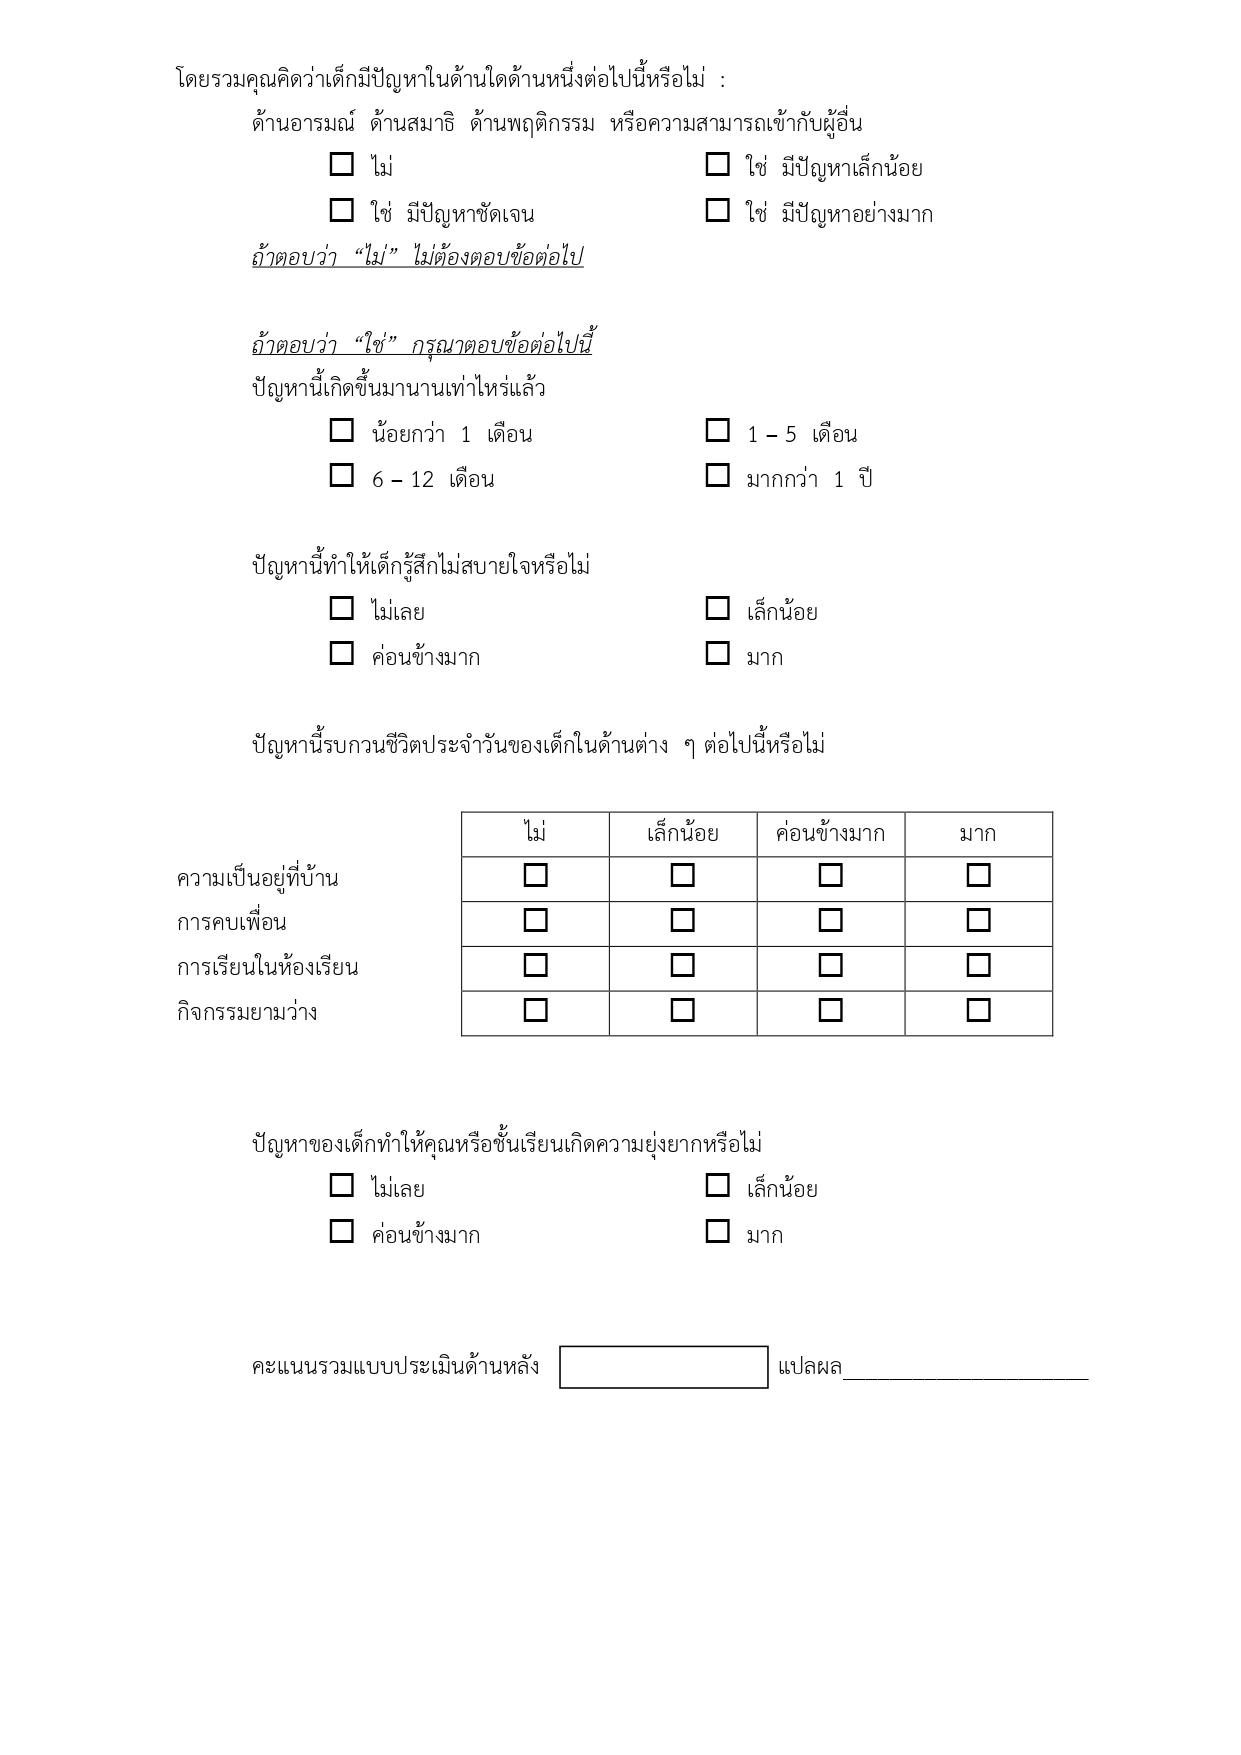 โดยรวมคุณคิดว่าเด็กมีปัญหาในด้านใดด้านหนึ่งต่อไปนี้หรือไม่ :
ด้านอารมณ์ ด้านสมาธิ ด้านพฤติกรรม หรือความสามารถเข้ากับผู้อื่น
☐ ไม่ ☐ ใช่ มีปัญหาเล็กน้อย
☐ ใช่ มีปัญหาชัดเจน ☐ ใช่ มีปัญหาอย่างมาก
ถ้าตอบว่า “ไม่” ไม่ต้องตอบข้อต่อไป
ถ้าตอบว่า “ใช่” กรุณาตอบข้อต่อไปนี้
ปัญหานี้เกิดขึ้นมานานเท่าไหร่แล้ว
☐ น้อยกว่า 1 เดือน ☐ 1 – 5 เดือน
☐ 6 – 12 เดือน ☐ มากกว่า 1 ปี
ปัญหานี้ทำให้เด็กรู้สึกไม่สบายใจหรือไม่
☐ ไม่เลย ☐ เล็กน้อย
☐ ค่อนข้างมาก ☐ มาก
ปัญหานี้รบกวนชีวิตประจำวันของเด็กในด้านต่าง ๆ ต่อไปนี้หรือไม่
ไม่ เล็กน้อย ค่อนข้างมาก มาก
ความเป็นอยู่ที่บ้าน ☐ ☐ ☐ ☐
การคบเพื่อน ☐ ☐ ☐ ☐
การเรียนในห้องเรียน ☐ ☐ ☐ ☐
กิจกรรมยามว่าง ☐ ☐ ☐ ☐
ปัญหาของเด็กทำให้คุณหรือชั้นเรียนเกิดความยุ่งยากหรือไม่
☐ ไม่เลย ☐ เล็กน้อย
☐ ค่อนข้างมาก ☐ มาก
คะแนนรวมแบบประเมินด้านหลัง แปลผล______________________